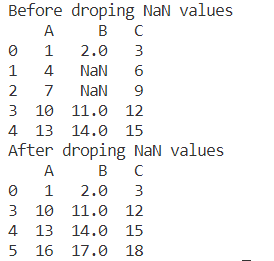 Before droping NaN values
A B C
0 1 2.0 3
1 4 NaN 6
2 7 NaN 9
3 10 11.0 12
4 13 14.0 15
After droping NaN values
A B C
0 1 2.0 3
3 10 11.0 12
4 13 14.0 15
5 16 17.0 18